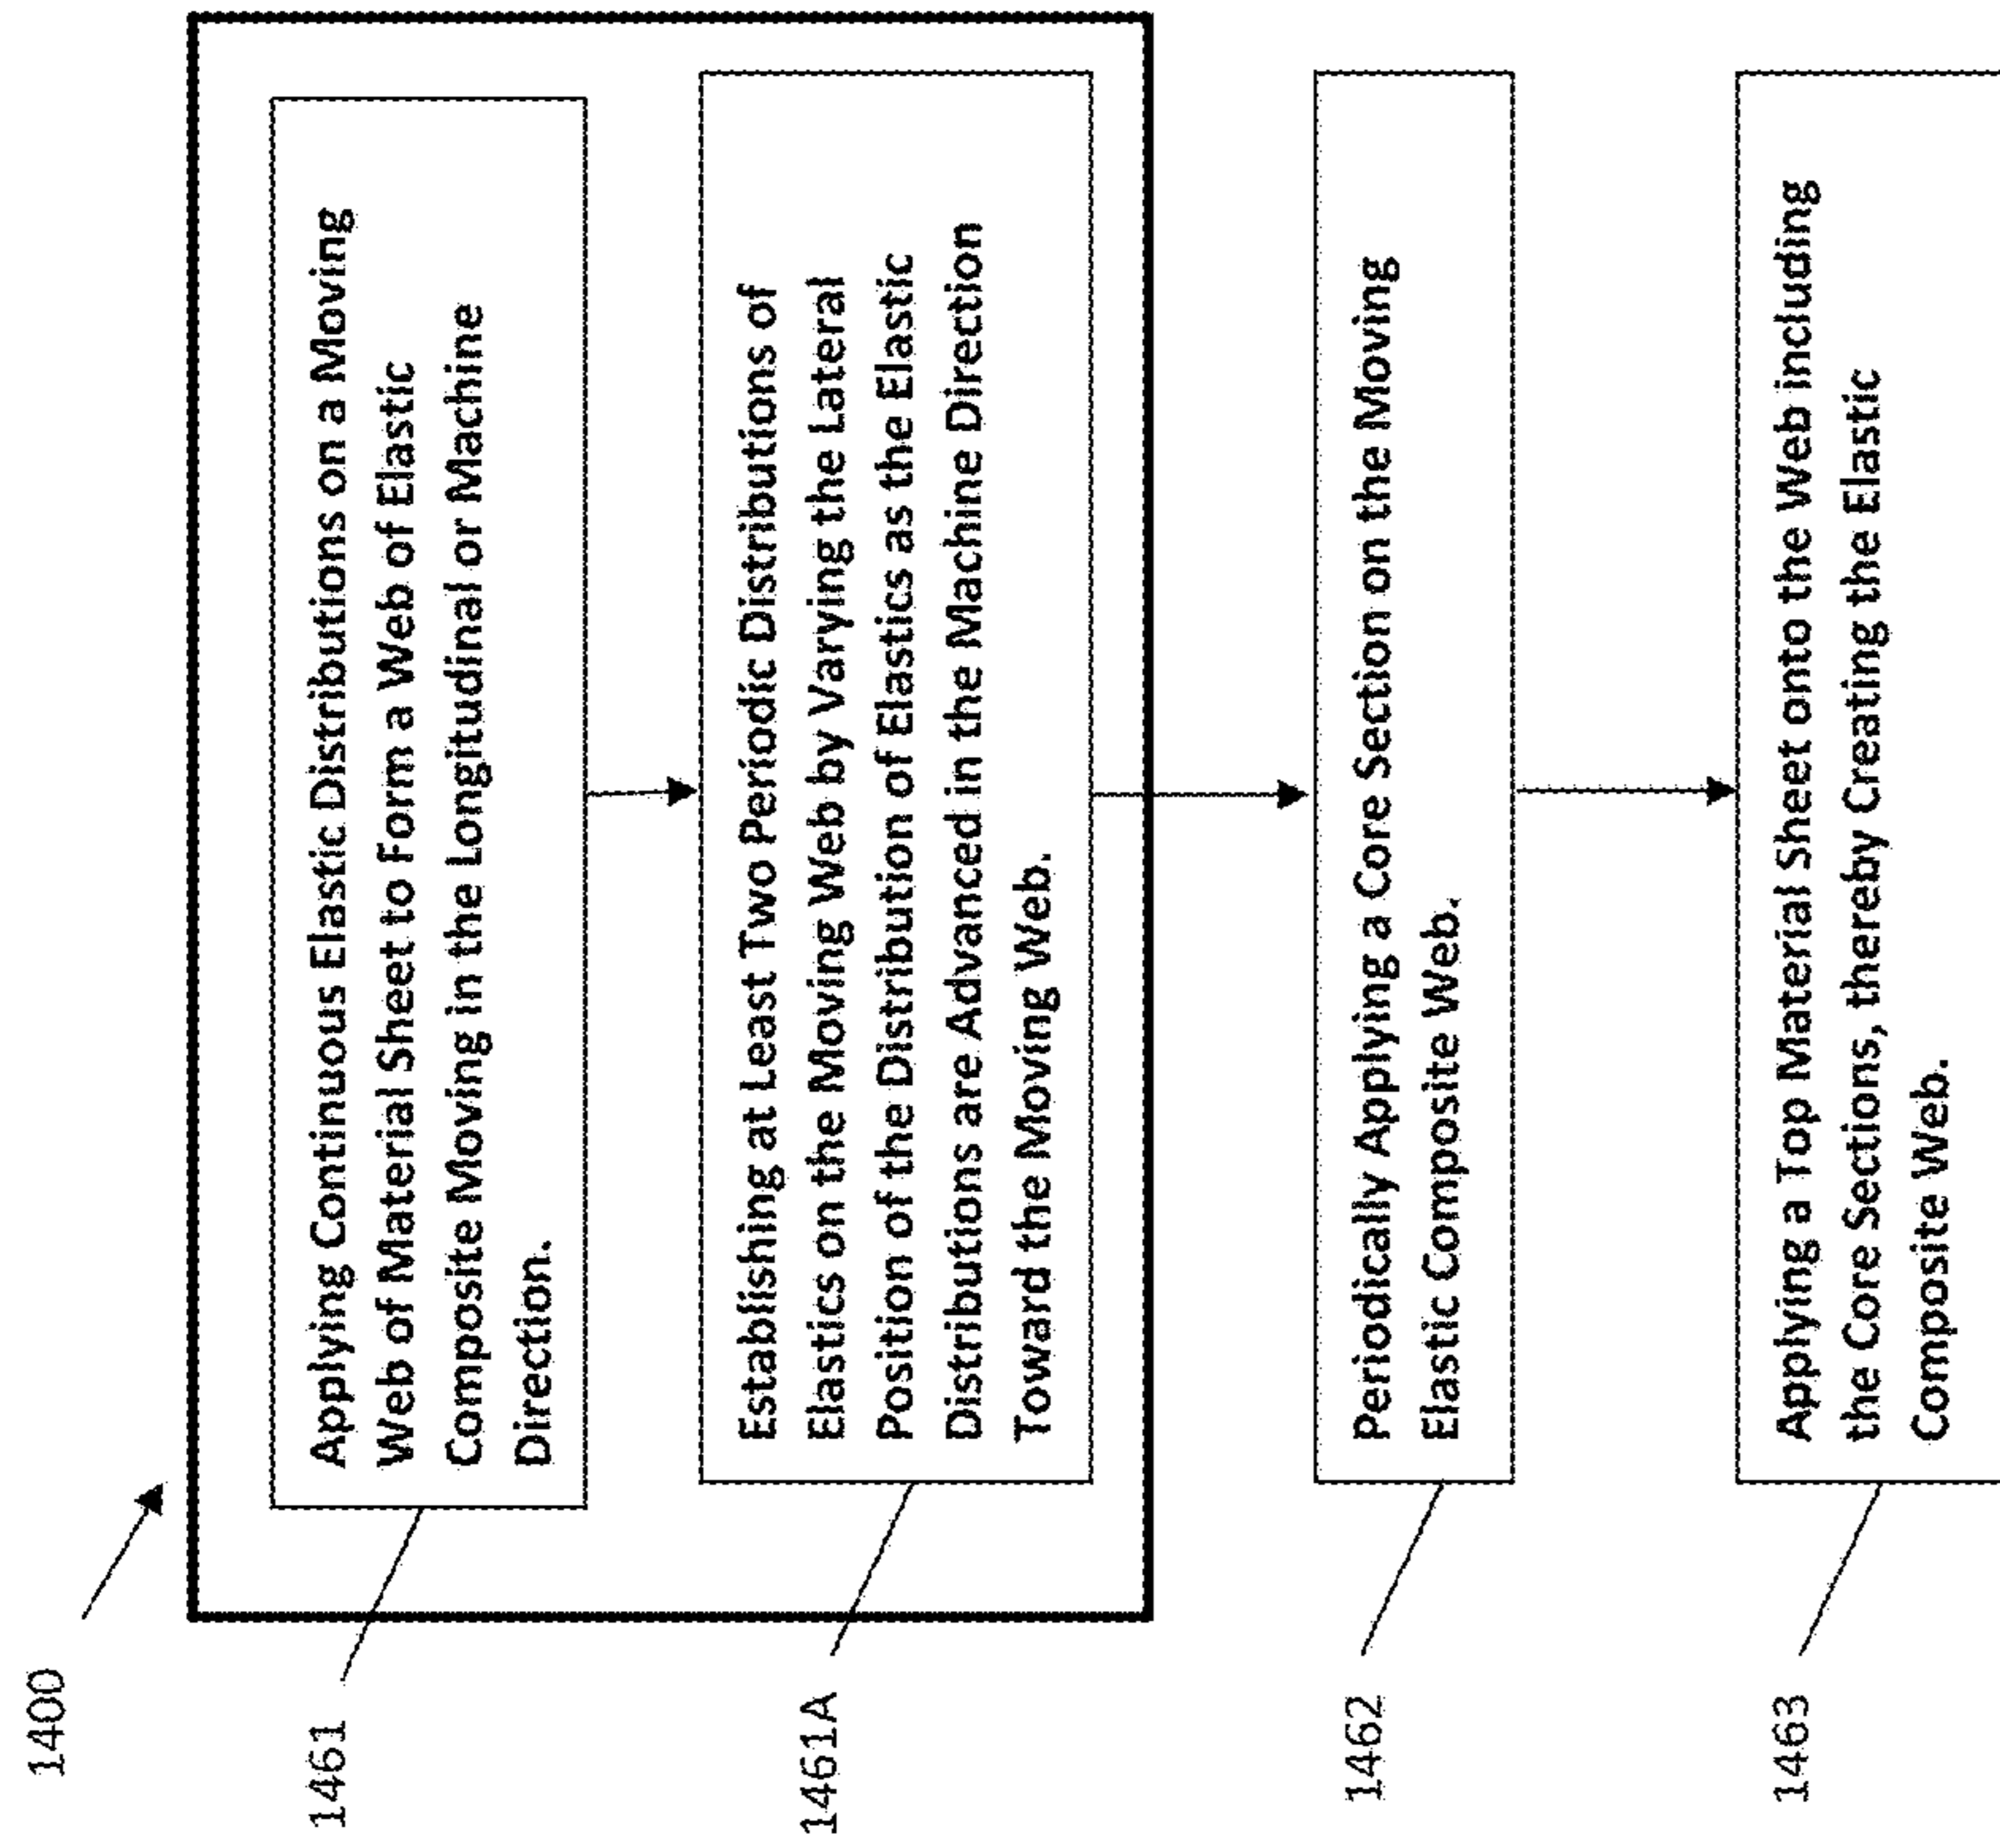 1400
1461
Applying Continuous Elastic Distributions on a Moving
Web of Material Sheet to Form a Web of Elastic
Composite Moving in the Longitudinal or Machine
Direction.
1461A
Establishing at Least Two Periodic Distributions of
Elastics on the Moving Web by Varying the Lateral
Position of the Distribution of Elastics as the Elastic
Distributions are Advanced in the Machine Direction
Toward the Moving Web.
1462
Periodically Applying a Core Section on the Moving
Elastic Composite Web.
1463
Applying a Top Material Sheet onto the Web including
the Core Sections, thereby Creating the Elastic
Composite Web.